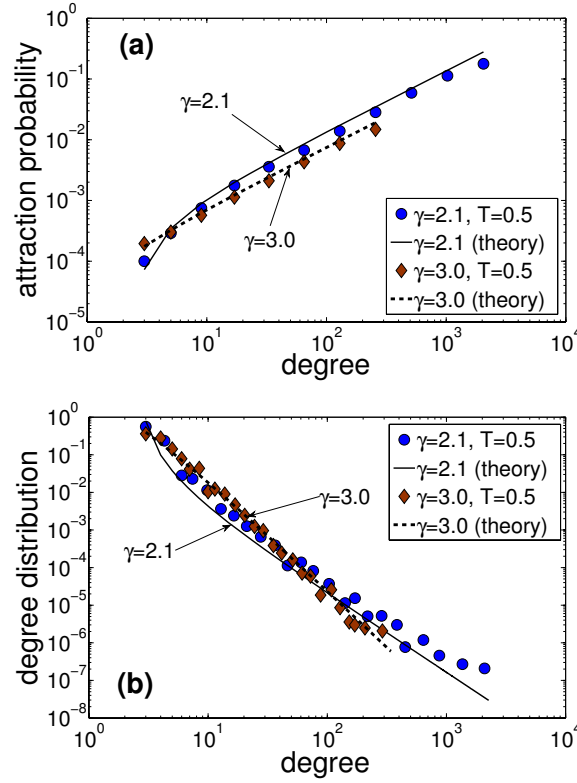 (a)
attraction probability
10^0
10^-1
10^-2
10^-3
10^-4
10^-5
γ=2.1
γ=3.0
γ=2.1, T=0.5
γ=2.1 (theory)
γ=3.0, T=0.5
γ=3.0 (theory)
10^0 10^1 10^2 10^3 10^4
degree
(b)
degree distribution
10^0
10^-1
10^-2
10^-3
10^-4
10^-5
10^-6
10^-7
10^-8
γ=2.1, T=0.5
γ=2.1 (theory)
γ=3.0, T=0.5
γ=3.0 (theory)
γ=3.0
γ=2.1
10^0 10^1 10^2 10^3 10^4
degree